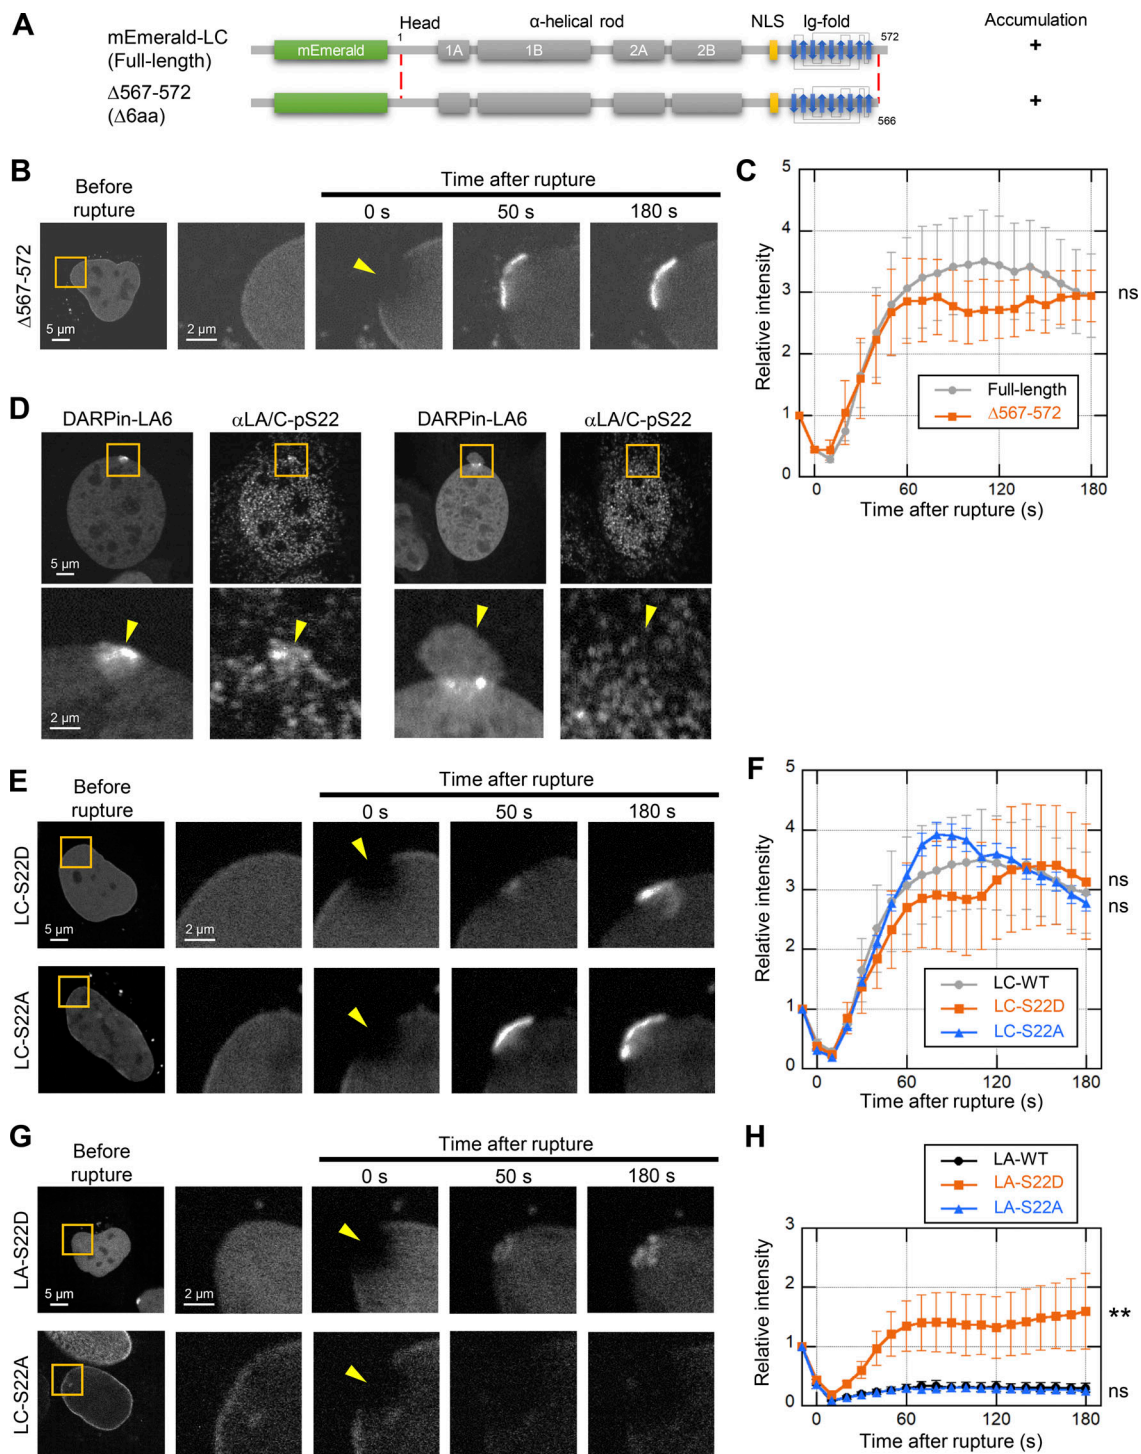 A
mEmerald-LC
(Full-length)
Δ567-572
(Δ6aa)
Head
α-helical rod
NLS
Ig-fold
Accumulation
1
572
mEmerald
1A
1B
2A
2B
+
+
566
B
Before
rupture
Time after rupture
0 s
50 s
180 s
Δ567-572
5 µm
2 µm
C
Relative intensity
5
4
3
2
1
0
ns
Full-length
Δ567-572
0
60
120
180
Time after rupture (s)
D
DARPin-LA6
αLA/C-pS22
DARPin-LA6
αLA/C-pS22
5 µm
2 µm
E
Before
rupture
Time after rupture
0 s
50 s
180 s
LC-S22D
5 µm
2 µm
LC-S22A
5 µm
F
Relative intensity
5
4
3
2
1
0
ns
ns
LC-WT
LC-S22D
LC-S22A
0
60
120
180
Time after rupture (s)
G
Before
rupture
Time after rupture
0 s
50 s
180 s
LA-S22D
5 µm
2 µm
LC-S22A
5 µm
H
LA-WT
LA-S22D
LA-S22A
Relative intensity
3
2
1
0
**
ns
0
60
120
180
Time after rupture (s)